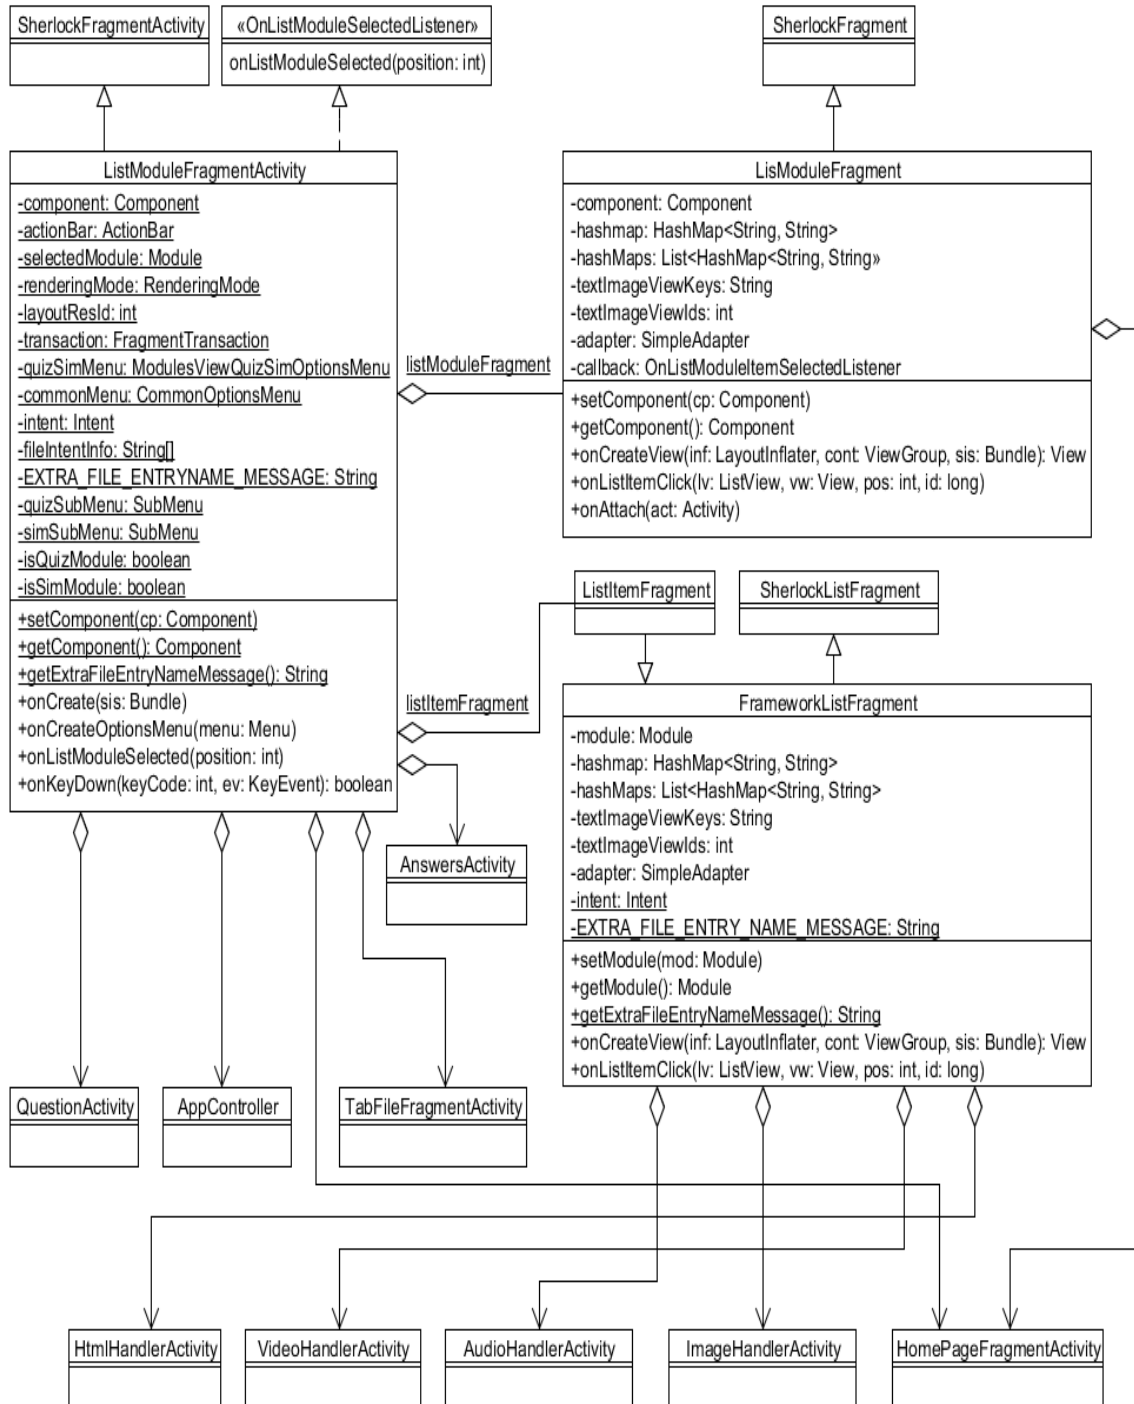 SherlockFragmentActivity
«OnListModuleSelectedListener»
onListModuleSelected(position: int)
SherlockFragment
ListModuleFragmentActivity
-component: Component
-actionBar: ActionBar
-selectedModule: Module
-renderingMode: RenderingMode
-layoutResId: int
-transaction: FragmentTransaction
-quizSimMenu: ModulesViewQuizSimOptionsMenu
-commonMenu: CommonOptionsMenu
-intent: Intent
-fileIntentInfo: String[]
-EXTRA_FILE_ENTRYNAME_MESSAGE: String
-quizSubMenu: SubMenu
-simSubMenu: SubMenu
-isQuizModule: boolean
-isSimModule: boolean
+setComponent(cp: Component)
+getComponent(): Component
+getExtraFileEntryNameMessage(): String
+onCreate(sis: Bundle)
+onCreateOptionsMenu(menu: Menu)
+onListModuleSelected(position: int)
+onKeyDown(keyCode: int, ev: KeyEvent): boolean
listModuleFragment
LisModuleFragment
-component: Component
-hashmap: HashMap<String, String>
-hashMaps: List<HashMap<String, String»
-textImageViewKeys: String
-textImageViewIds: int
-adapter: SimpleAdapter
-callback: OnListModuleItemSelectedListener
+setComponent(cp: Component)
+getComponent(): Component
+onCreateView(inf: LayoutInflater, cont: ViewGroup, sis: Bundle): View
+onListItemClick(lv: ListView, vw: View, pos: int, id: long)
+onAttach(act: Activity)
ListItemFragment
SherlockListFragment
listItemFragment
FrameworkListFragment
-module: Module
-hashmap: HashMap<String, String>
-hashMaps: List<HashMap<String, String>
-textImageViewKeys: String
-textImageViewIds: int
-adapter: SimpleAdapter
-intent: Intent
-EXTRA_FILE_ENTRY_NAME_MESSAGE: String
+setModule(mod: Module)
+getModule(): Module
+getExtraFileEntryNameMessage(): String
+onCreateView(inf: LayoutInflater, cont: ViewGroup, sis: Bundle): View
+onListItemClick(lv: ListView, vw: View, pos: int, id: long)
AnswersActivity
QuestionActivity
AppController
TabFileFragmentActivity
HtmlHandlerActivity
VideoHandlerActivity
AudioHandlerActivity
ImageHandlerActivity
HomePageFragmentActivity